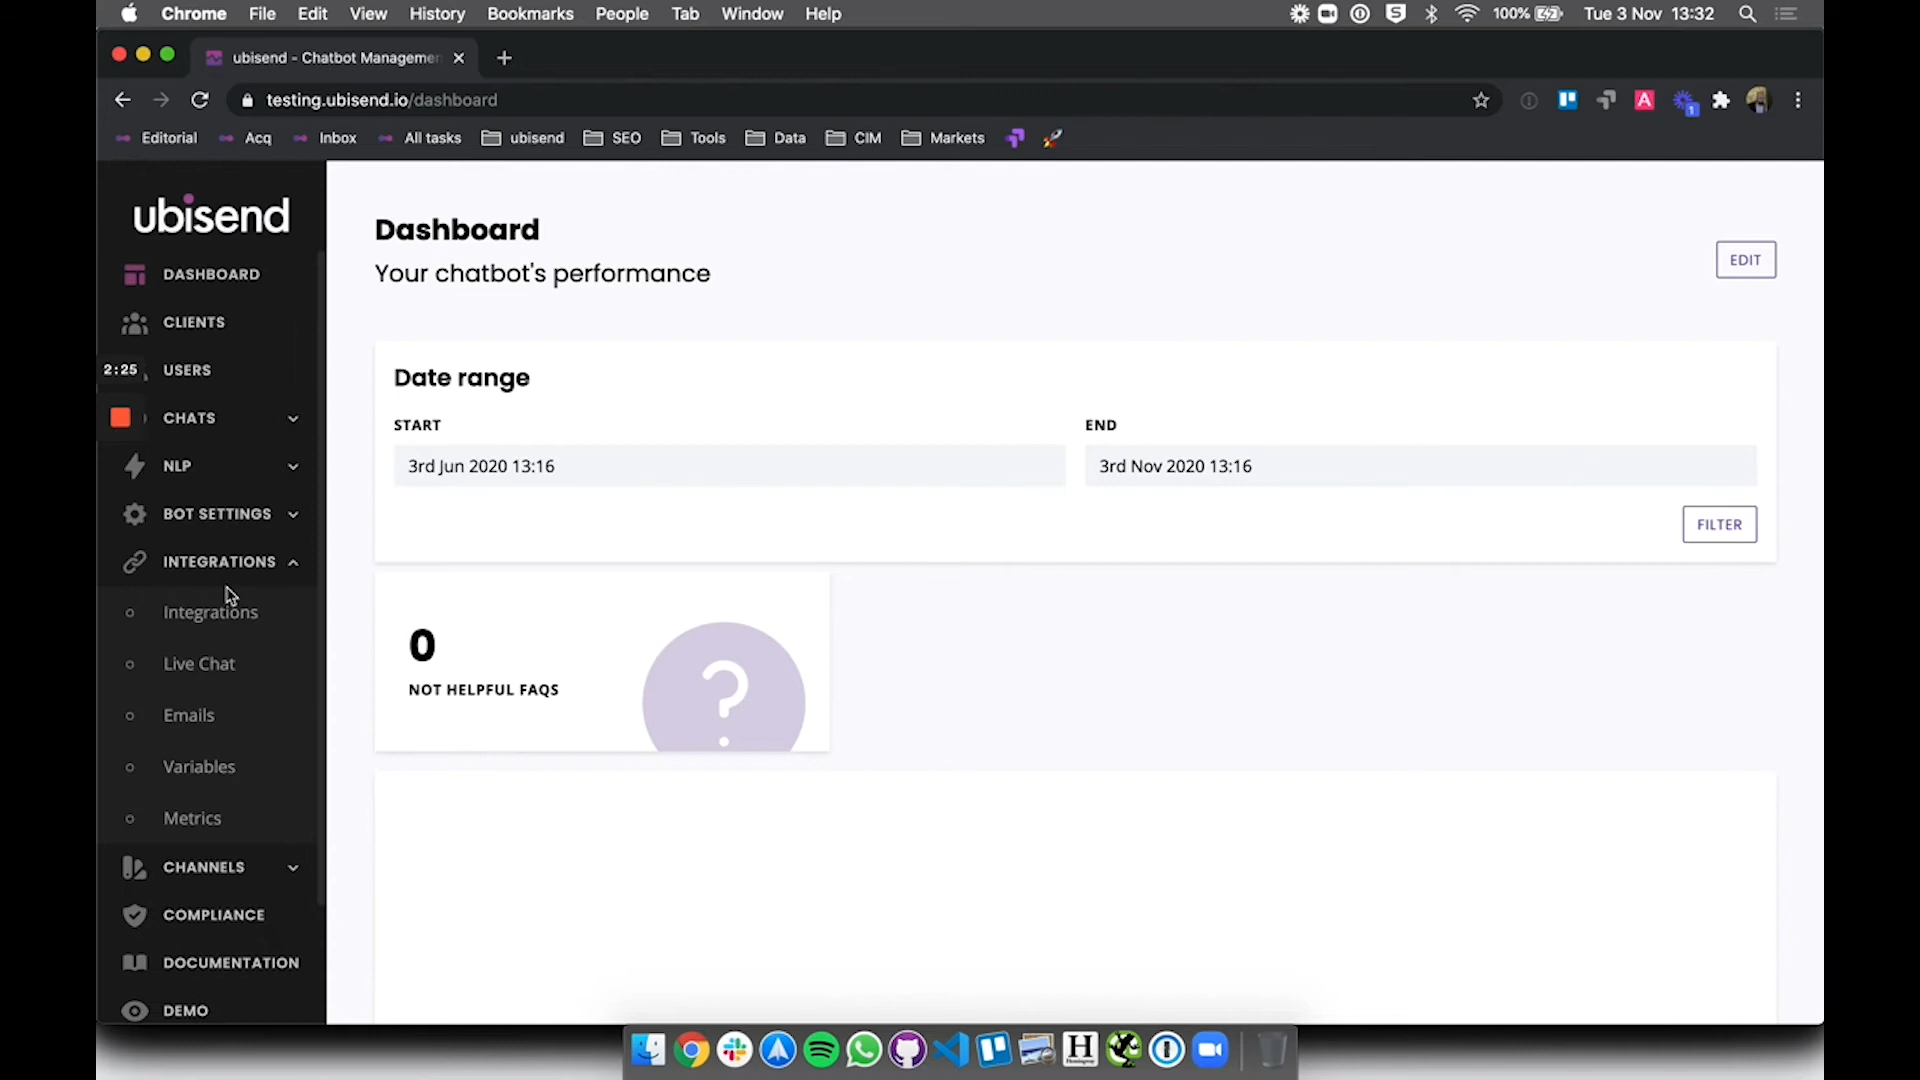 Chrome File Edit View History Bookmarks People Tab Window Help 100% Tue 3 Nov 13:32
ubisend - Chatbot Managemen
testing.ubisend.io/dashboard
Editorial Acq Inbox All tasks ubisend SEO Tools Data CIM Markets
ubisend
DASHBOARD
CLIENTS
2:25 USERS
CHATS
NLP
BOT SETTINGS
INTEGRATIONS
Integrations
Live Chat
Emails
Variables
Metrics
CHANNELS
COMPLIANCE
DOCUMENTATION
DEMO
Dashboard
Your chatbot's performance
EDIT
Date range
START
3rd Jun 2020 13:16
END
3rd Nov 2020 13:16
FILTER
0
NOT HELPFUL FAQS
?